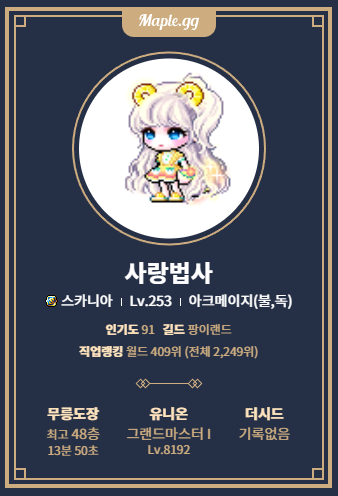 Maple.gg
사랑법사
스카니아 | Lv.253 | 아크메이지(불,독)
인기도 91 길드 팡이랜드
직업랭킹 월드 409위 (전체 2,249위)
무릉도장 유니온 더시드
최고 48층 그랜드마스터 I 기록없음
13분 50초 Lv.8192